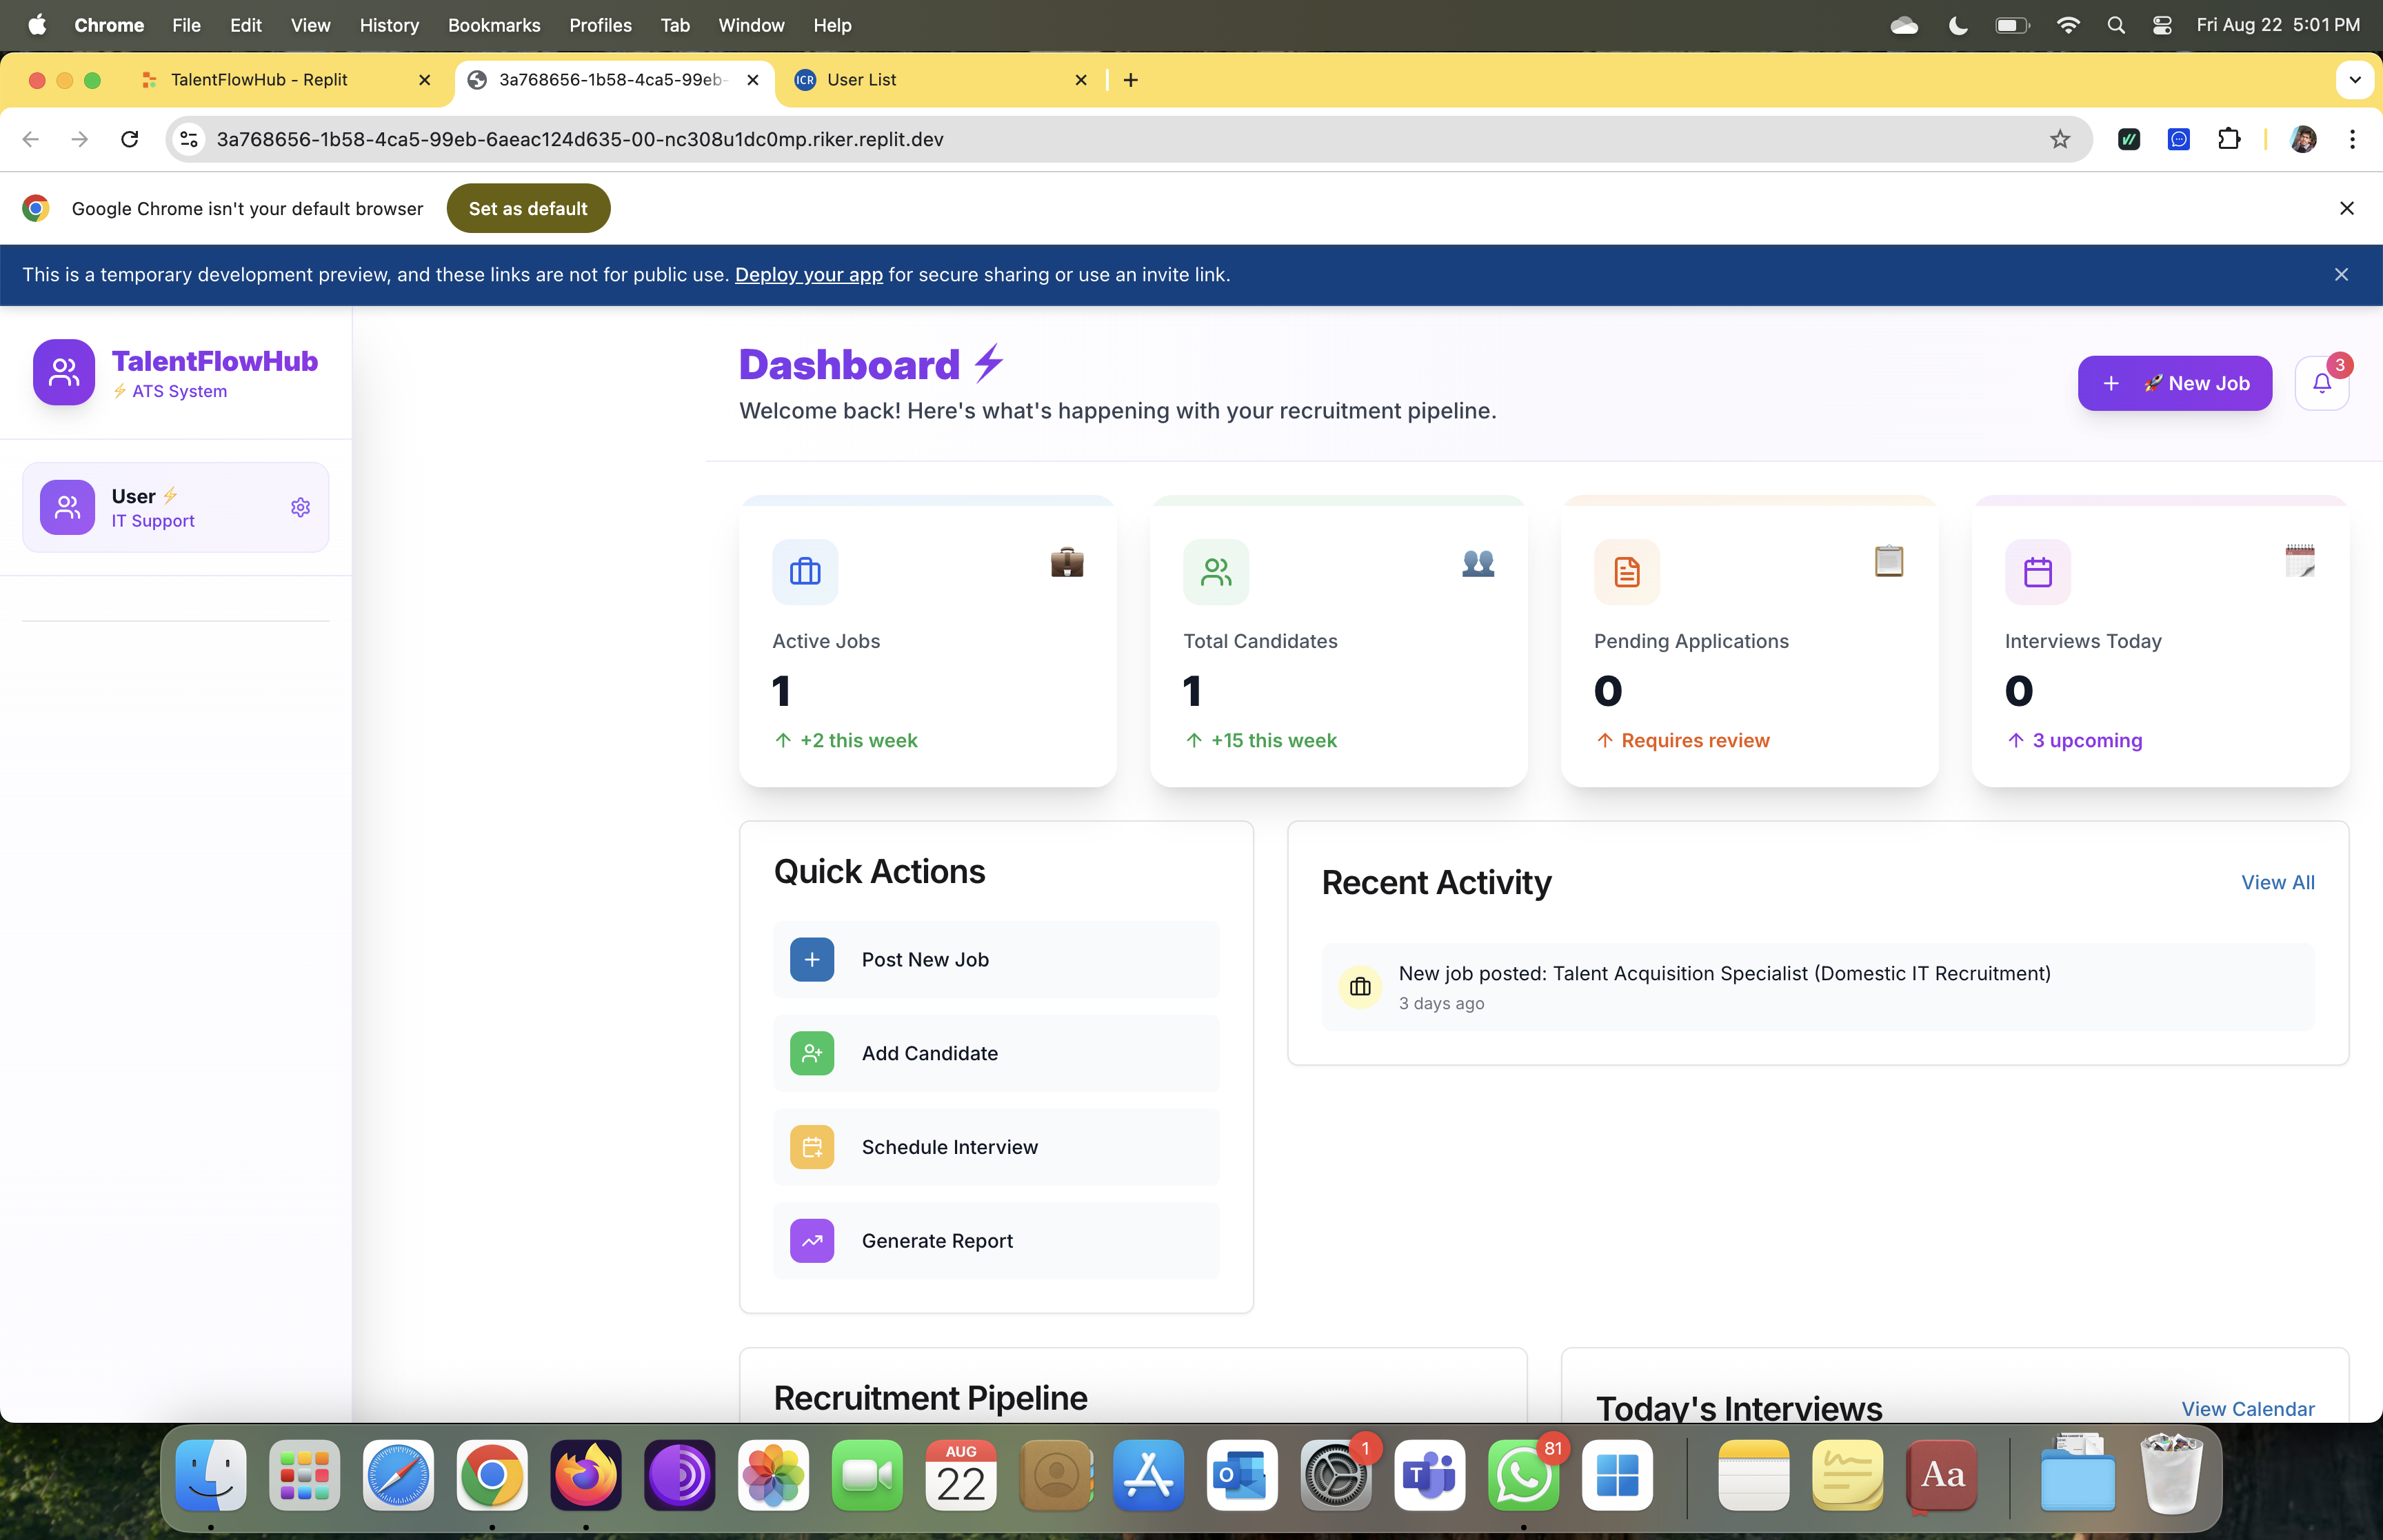 Chrome File Edit View History Bookmarks Profiles Tab Window Help Fri Aug 22 5:01 PM
TalentFlowHub - Replit 3a768656-1b58-4ca5-99eb- ICR User List
3a768656-1b58-4ca5-99eb-6aeac124d635-00-nc308u1dc0mp.riker.replit.dev
Google Chrome isn't your default browser Set as default
This is a temporary development preview, and these links are not for public use. Deploy your app for secure sharing or use an invite link.
TalentFlowHub
⚡ ATS System
User ⚡
IT Support
Dashboard ⚡
Welcome back! Here's what's happening with your recruitment pipeline.
+ 🚀 New Job
3
Active Jobs
1
↑ +2 this week
Total Candidates
1
↑ +15 this week
Pending Applications
0
↑ Requires review
Interviews Today
0
↑ 3 upcoming
Quick Actions
Post New Job
Add Candidate
Schedule Interview
Generate Report
Recent Activity
View All
New job posted: Talent Acquisition Specialist (Domestic IT Recruitment)
3 days ago
Recruitment Pipeline
Today's Interviews
View Calendar
AUG
22
O
1
T
81
Aa